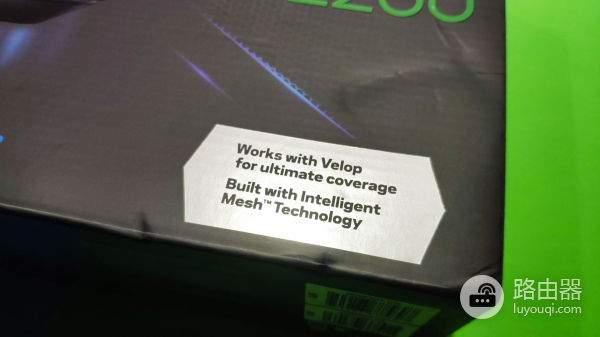 Works with Velop
for ultimate coverage
Built with Intelligent
Mesh™ Technology
路由器
luyouqi.com